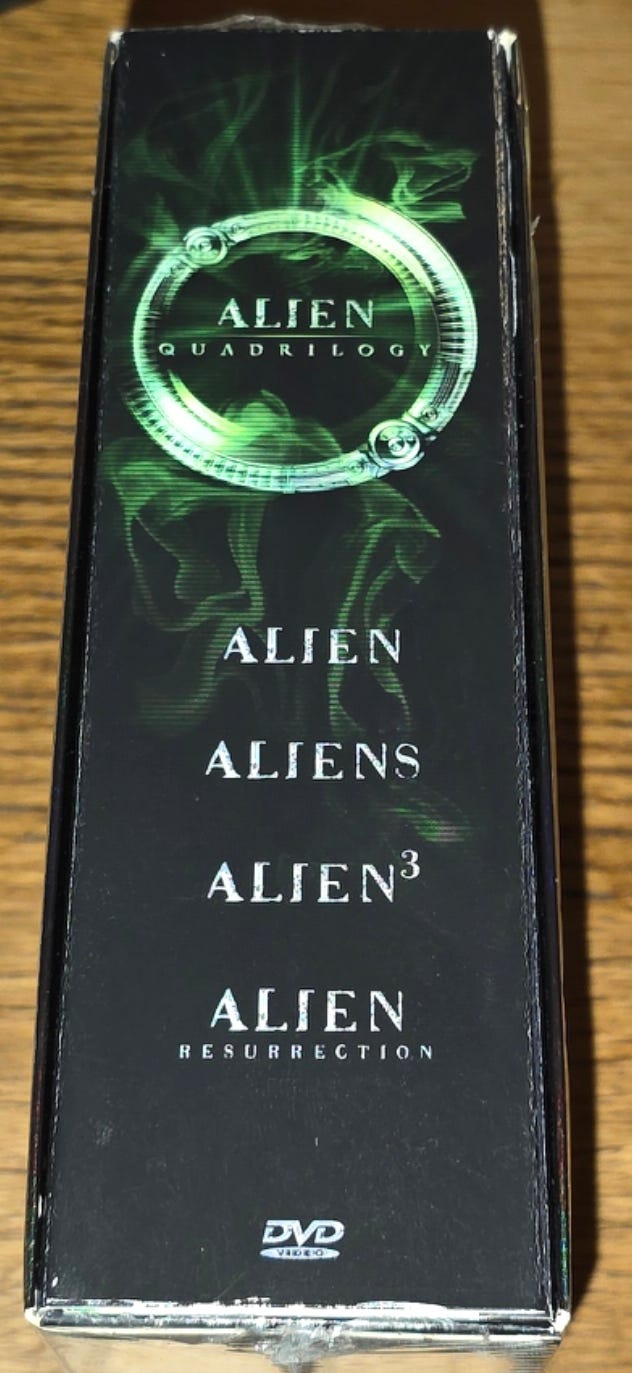 ALIEN
QUADRILOGY
ALIEN
ALIENS
ALIEN³
ALIEN
RESURRECTION
DVD
VIDEO